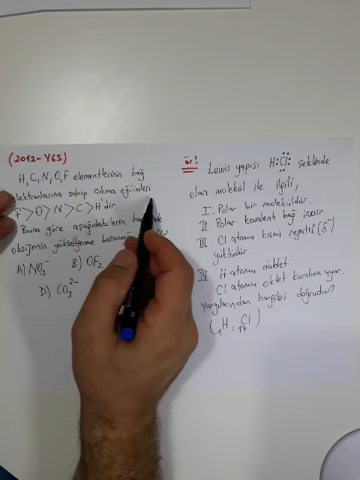 (2012-YGS)
H, C, N, O, F elementlerinin bağ
elektronlarına sahip çıkma eğilimleri
F > O > N > C > H'dir.
Buna göre aşağıdakilerin
oksijenin yükseltgenme
A) NO₃⁻ B) OF₂
D) CO₃²⁻
ör! Lewis yapısı H:Cl: şeklinde
olan molekül ile ilgili,
I. Polar bir moleküldür.
II. Polar kovalent bağ içerir
III. Cl atomu kısmi negatif (δ⁻)
yüklüdür
IV. H atomu dublet
Cl atomu oktet kuralına uyar.
yargılarından hangileri doğrudur?
(₁H, ₁₇Cl)